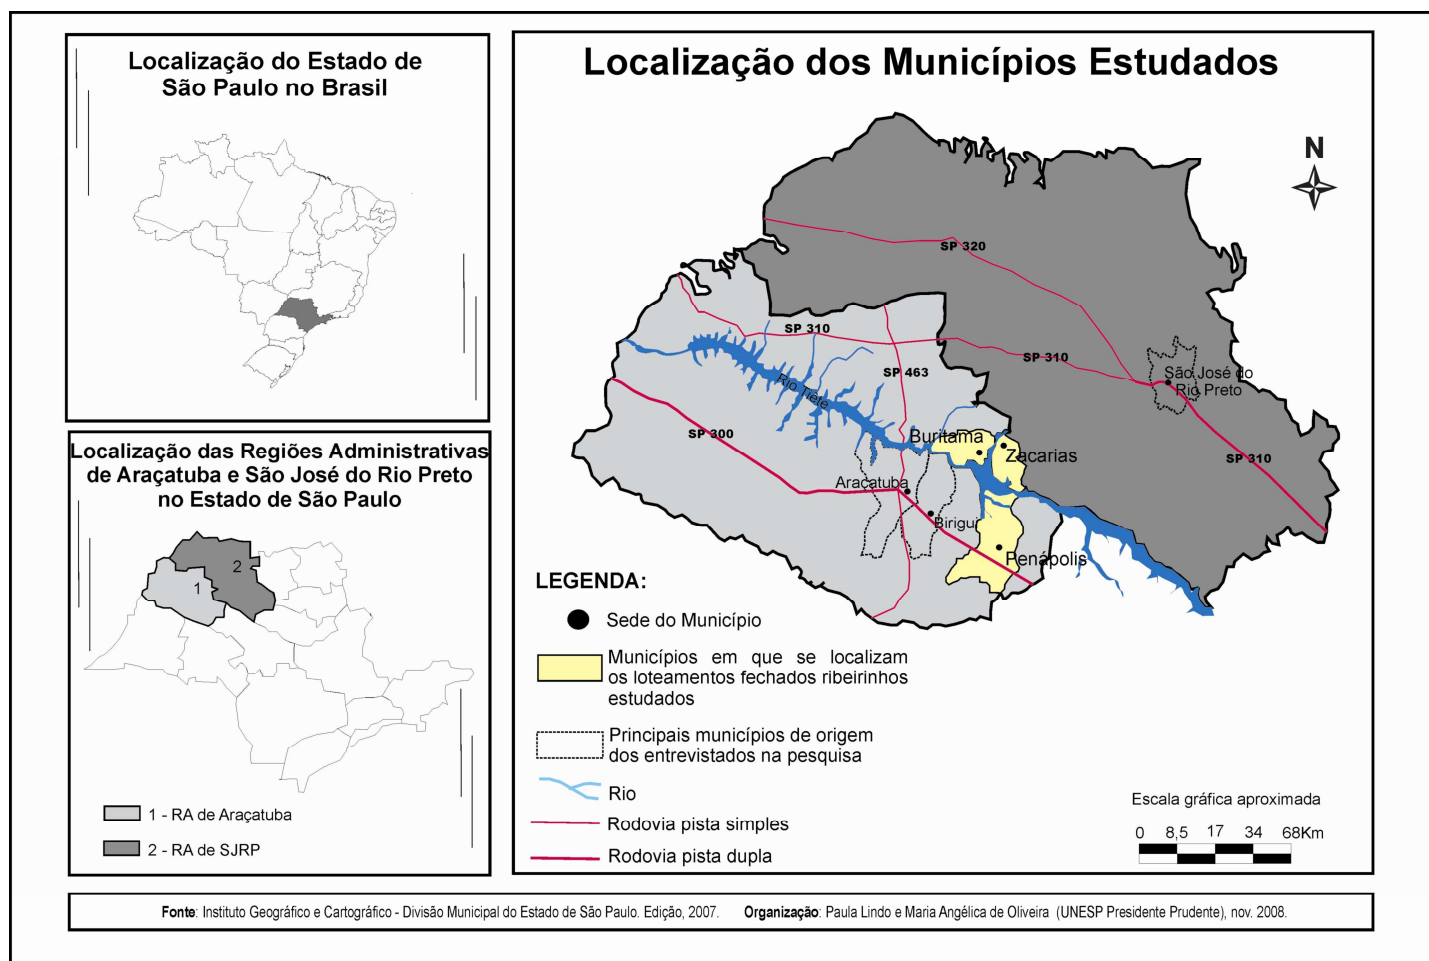 Localização do Estado de
São Paulo no Brasil
Localização das Regiões Administrativas
de Araçatuba e São José do Rio Preto
no Estado de São Paulo
2
1
1 - RA de Araçatuba
2 - RA de SJRP
Localização dos Municípios Estudados
N
SP 320
SP 310
SP 310
SP 463
São José do
Rio Preto
Rio Tiête
SP 300
Buritama
Zacarias
SP 310
Araçatuba
Birigui
Penápolis
LEGENDA:
Sede do Município
Municípios em que se localizam
os loteamentos fechados ribeirinhos
estudados
Principais municípios de origem
dos entrevistados na pesquisa
Rio
Rodovia pista simples
Rodovia pista dupla
Escala gráfica aproximada
0 8,5 17 34 68Km
Fonte: Instituto Geográfico e Cartográfico - Divisão Municipal do Estado de São Paulo. Edição, 2007. Organização: Paula Lindo e Maria Angélica de Oliveira (UNESP Presidente Prudente), nov. 2008.